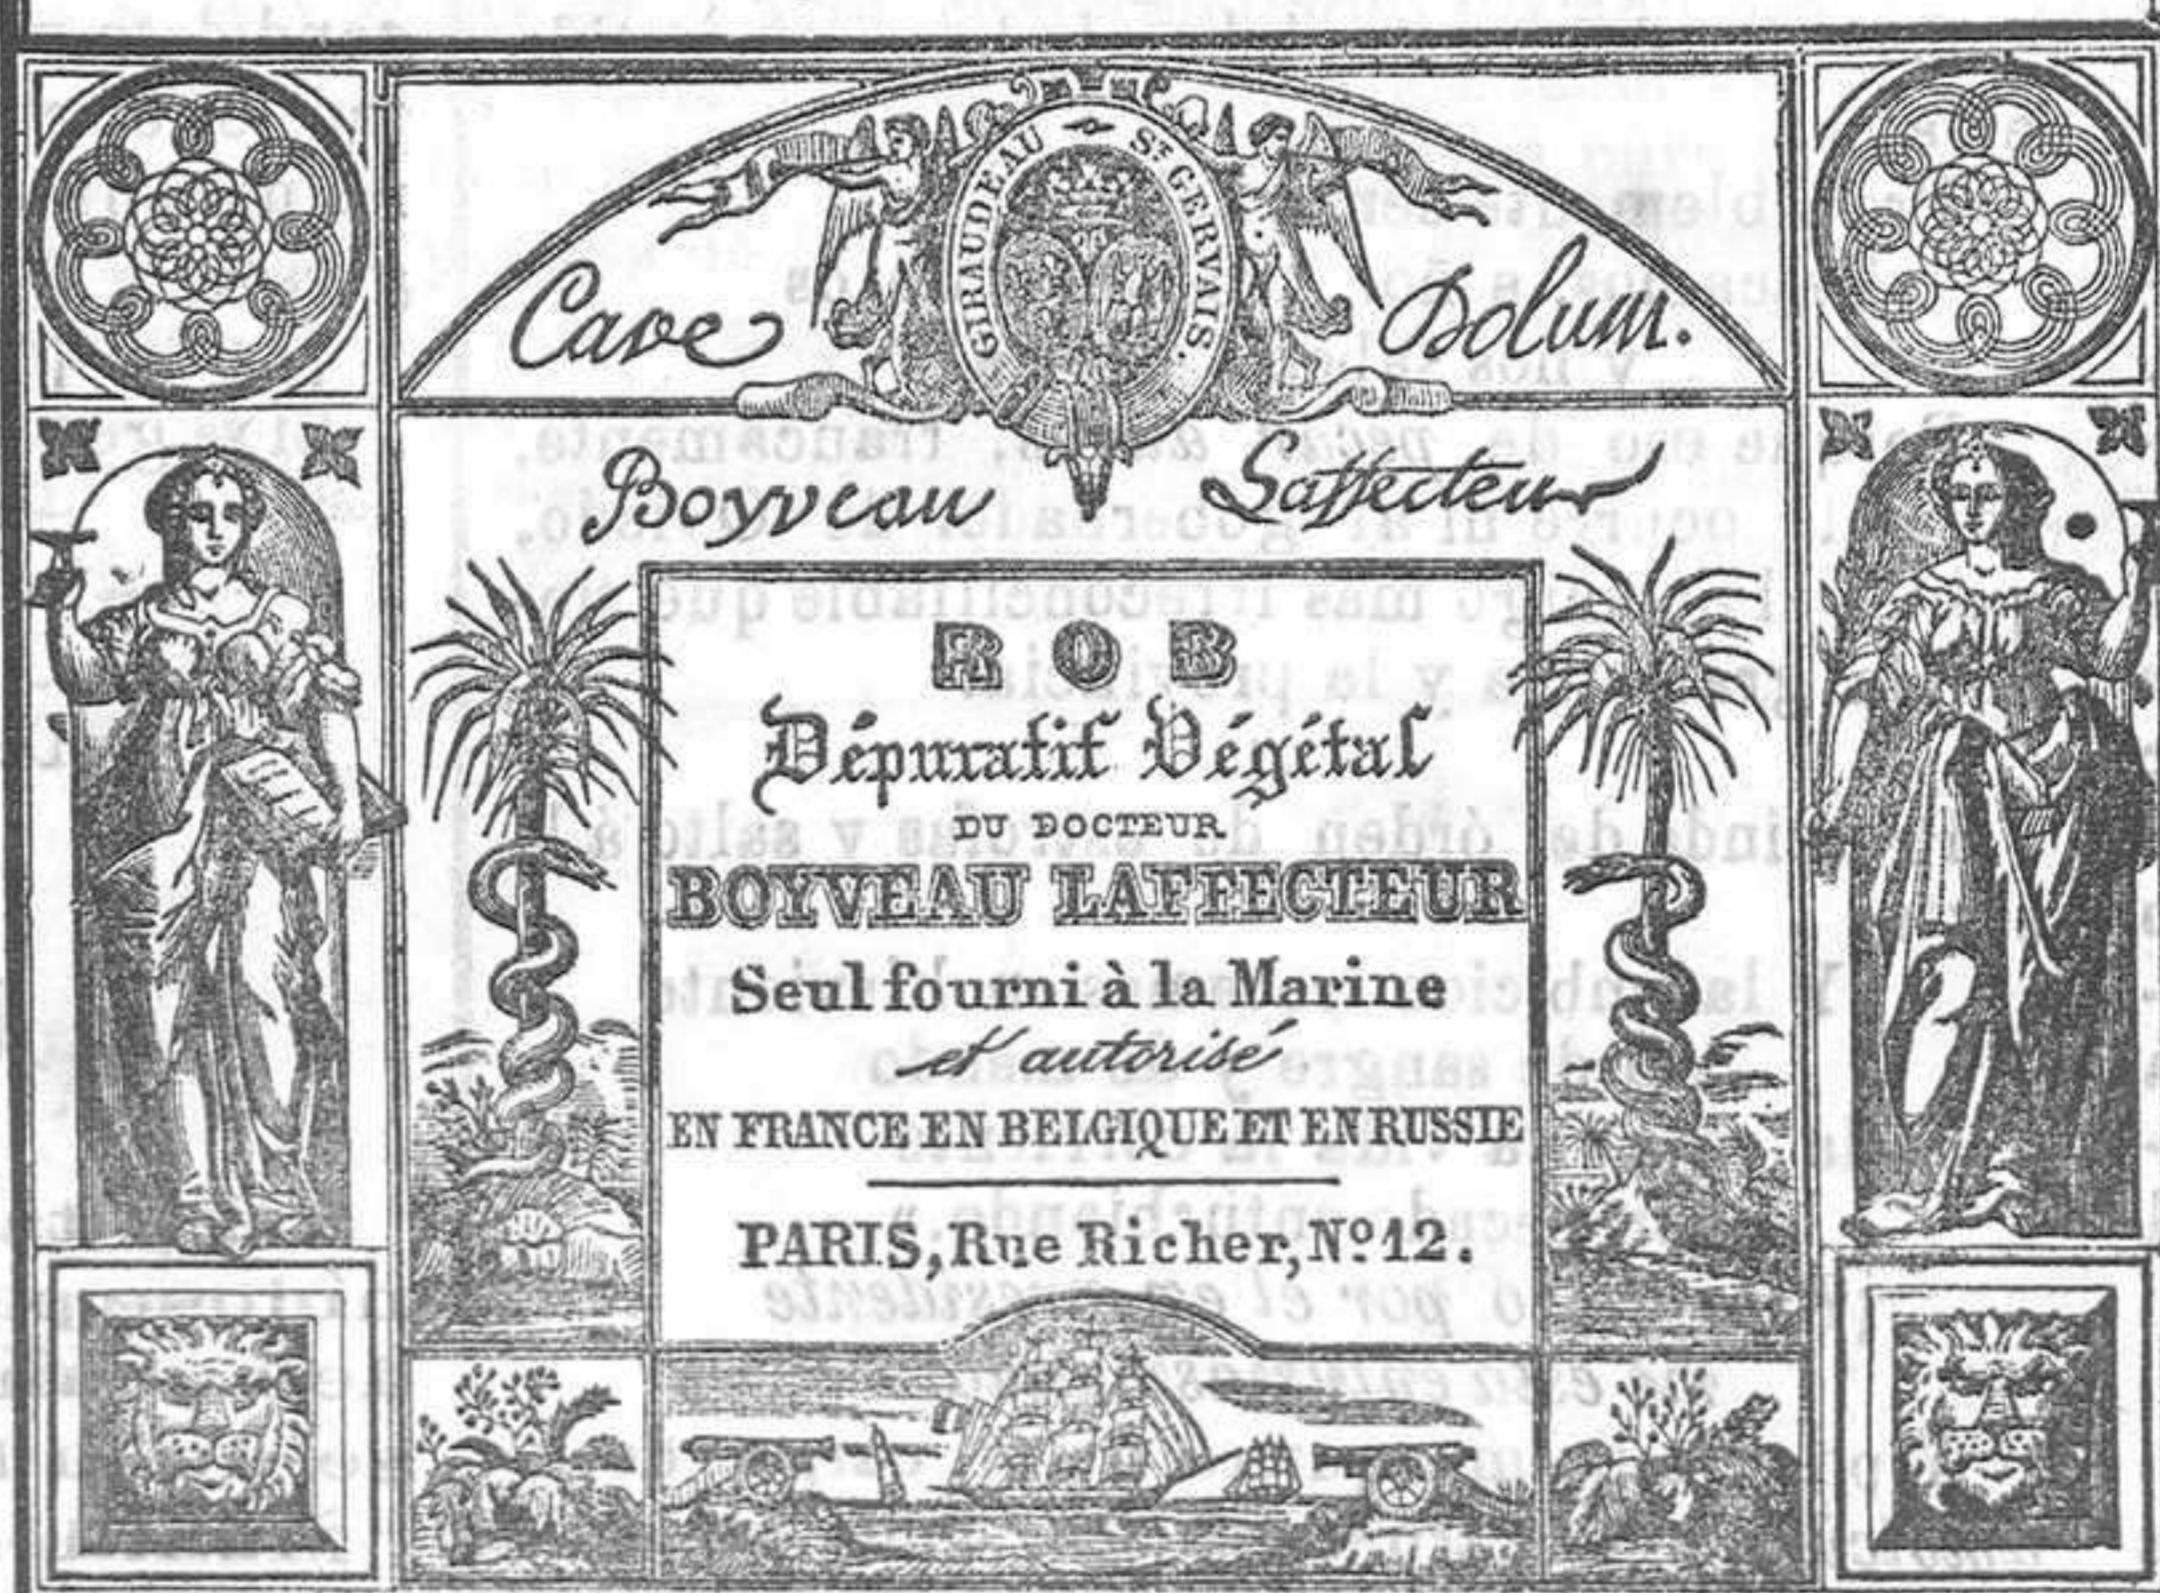 GIRAUDEAU ST GERVAIS.
Cave Dolum.
Boyveau Laffecteur
ROB
Dépuratif Végétal
DU DOCTEUR
BOYVEAU LAFFECTEUR
Seul fourni à la Marine
et autorisé
EN FRANCE EN BELGIQUE ET EN RUSSIE
PARIS, Rue Richer, No 12.